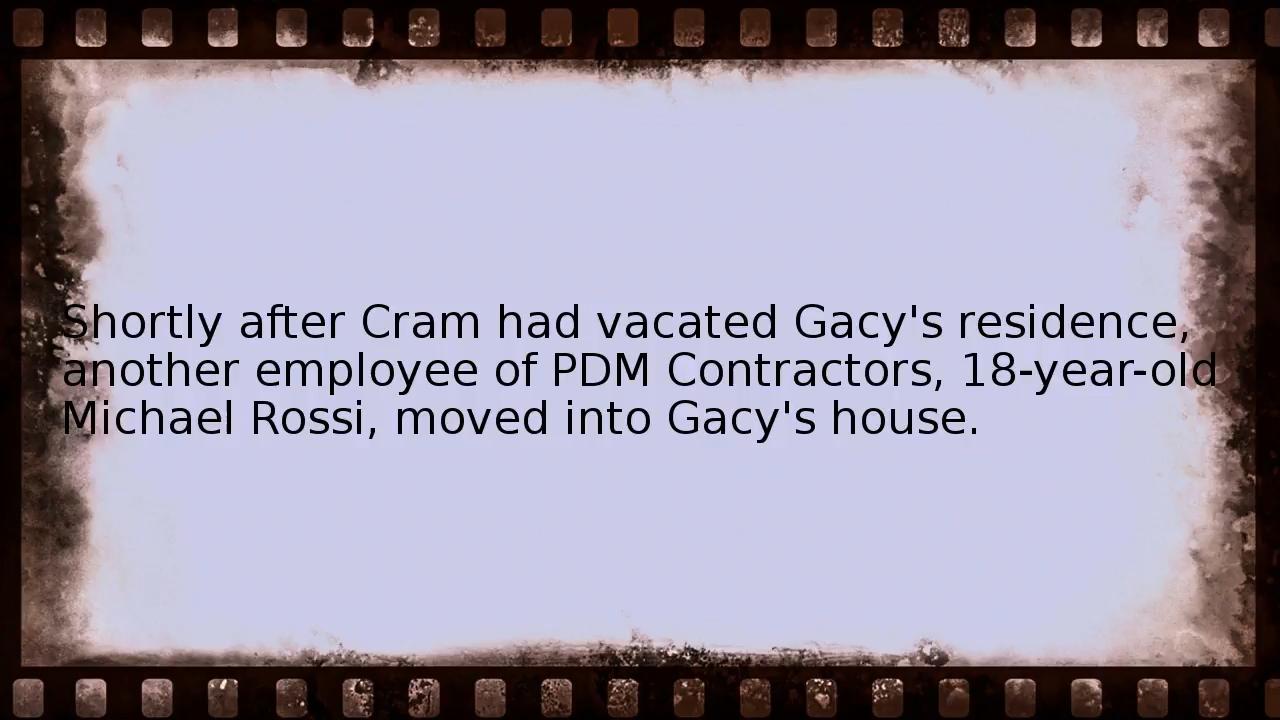 Shortly after Cram had vacated Gacy's residence,
another employee of PDM Contractors, 18-year-old
Michael Rossi, moved into Gacy's house.